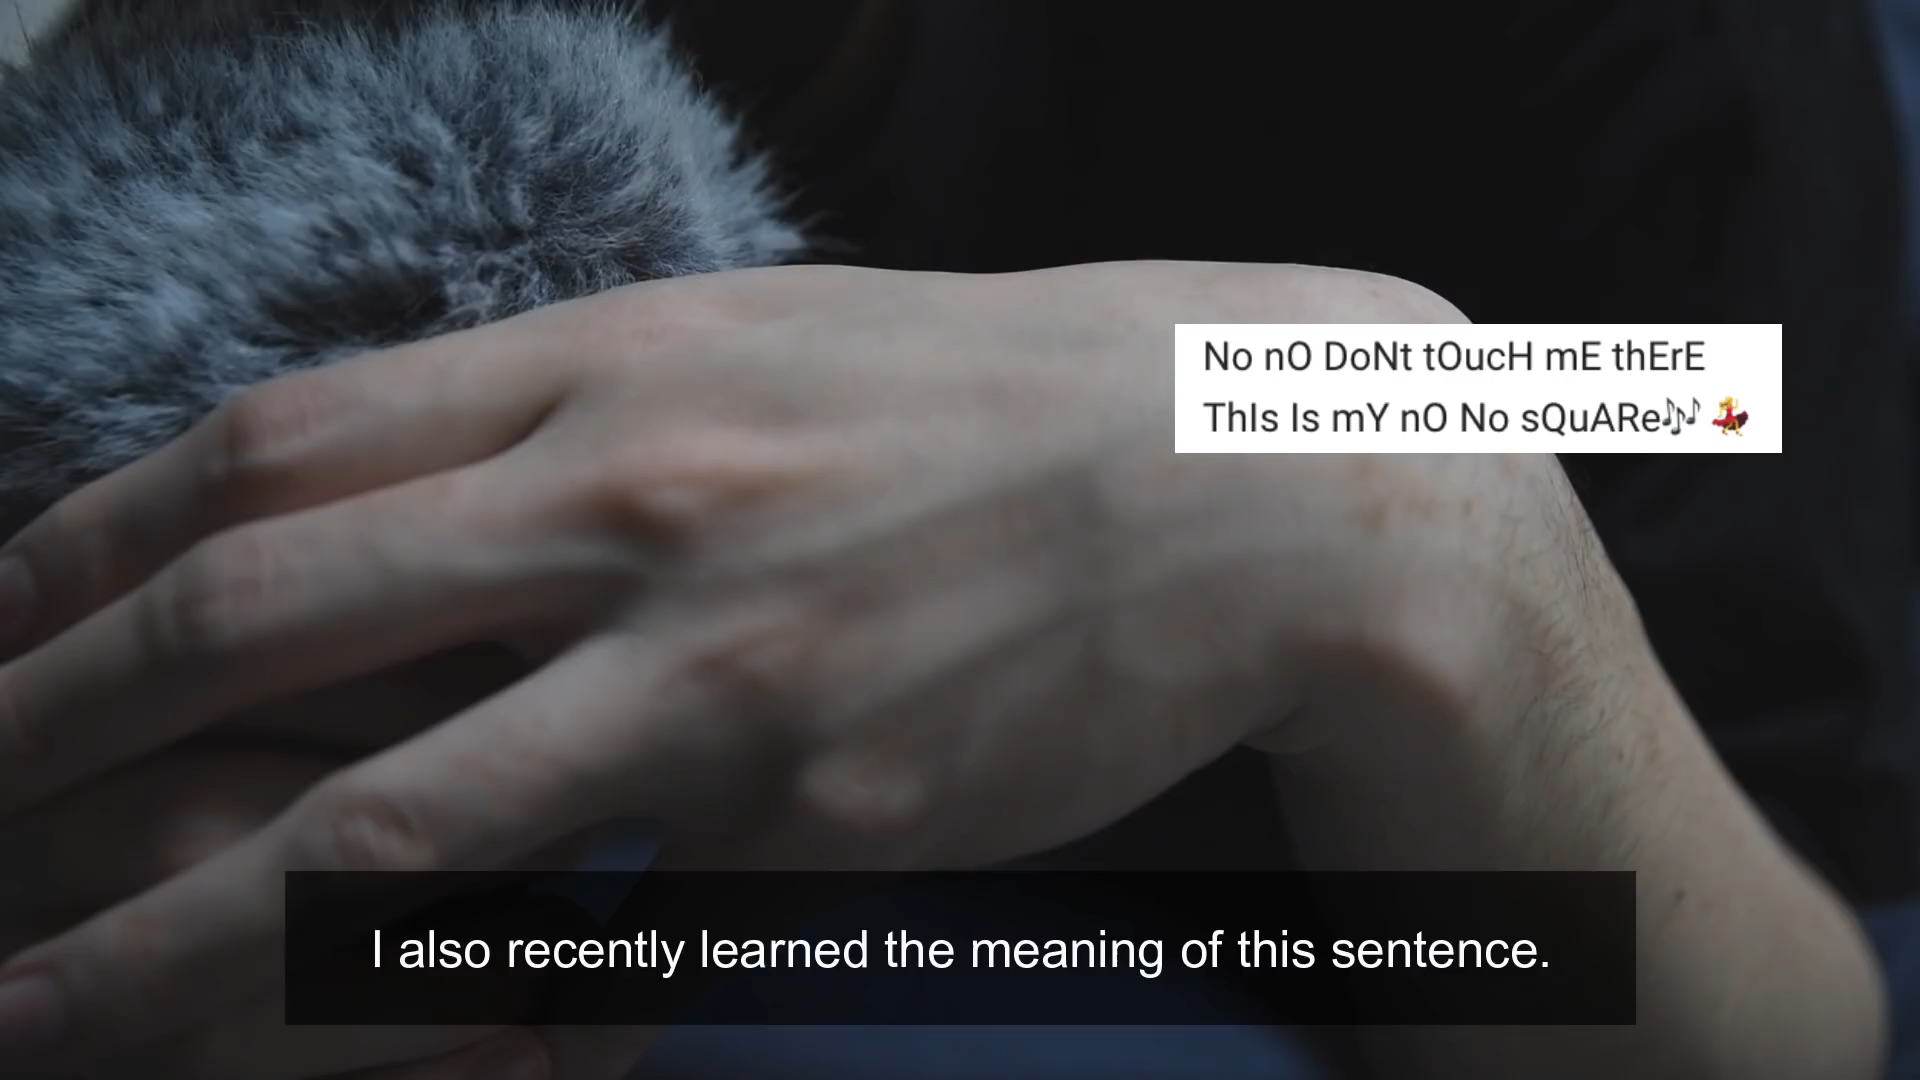 No nO DoNt tOucH mE thErE
ThIs Is mY nO No sQuARe🎶 💃
I also recently learned the meaning of this sentence.